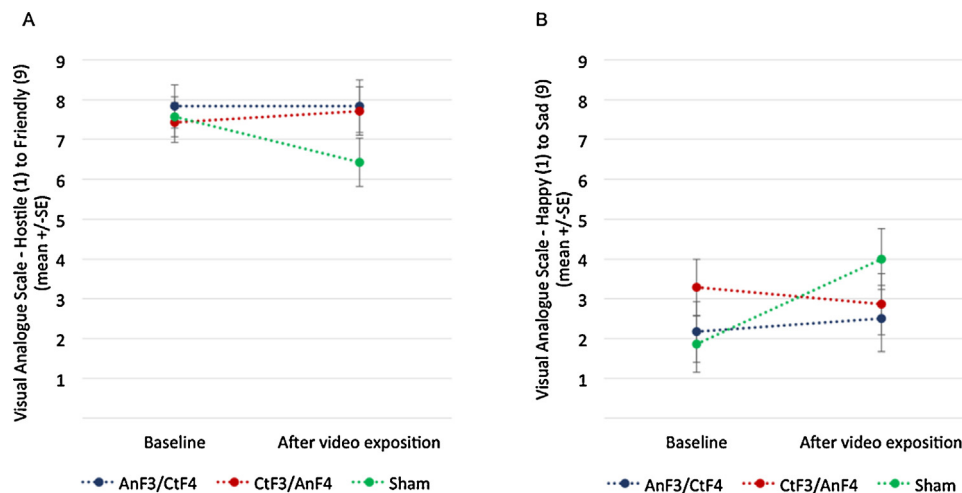 A
Visual Analogue Scale - Hostile (1) to Friendly (9)
(mean +/-SE)
9
8
7
6
5
4
3
2
1
Baseline After video exposition
AnF3/CtF4 CtF3/AnF4 Sham
B
Visual Analogue Scale - Happy (1) to Sad (9)
(mean +/-SE)
9
8
7
6
5
4
3
2
1
Baseline After video exposition
AnF3/CtF4 CtF3/AnF4 Sham